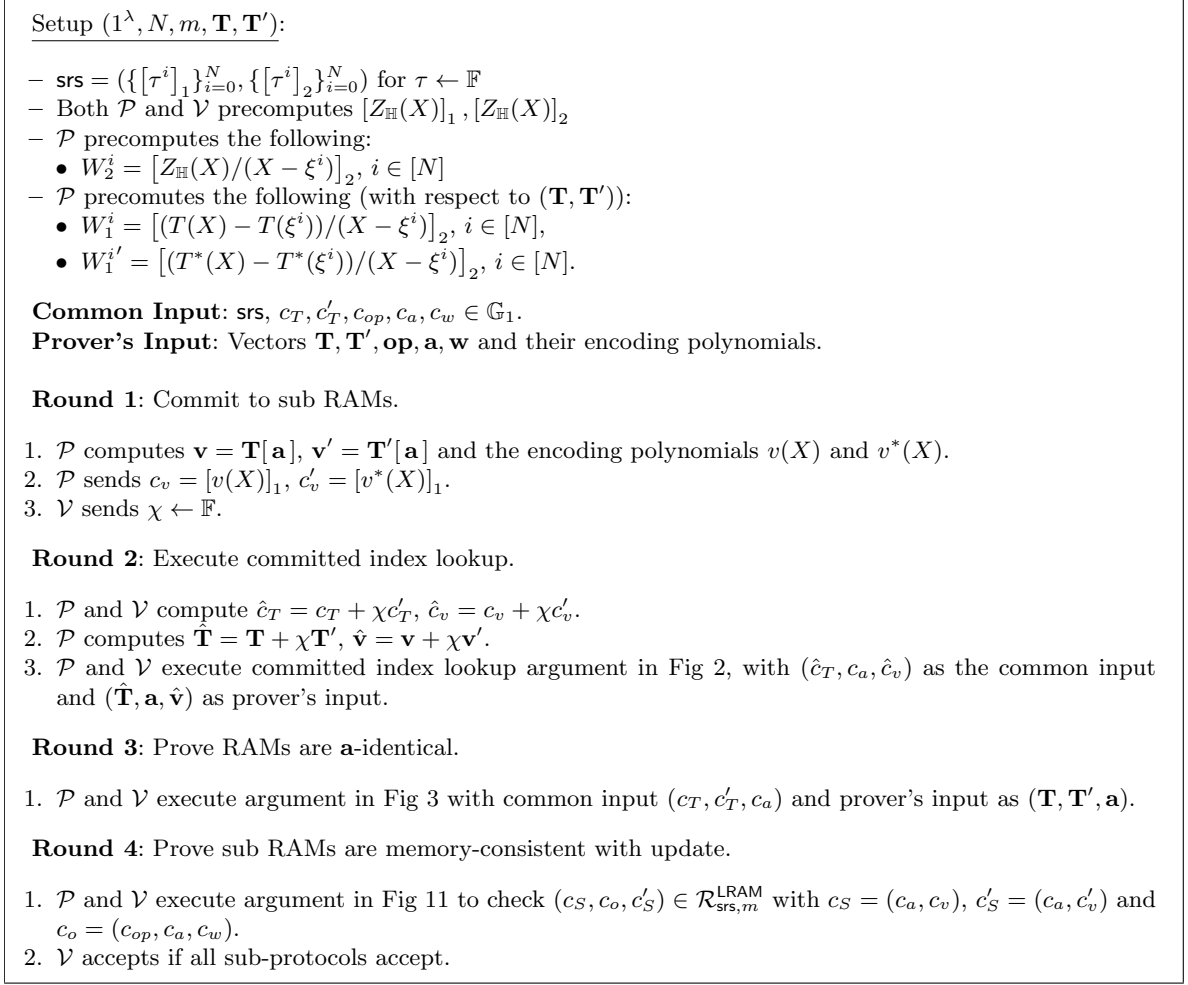 Setup (1^λ, N, m, T, T′):
– srs = ({[τ^i]_1}_{i=0}^N, {[τ^i]_2}_{i=0}^N) for τ ← 𝔽
– Both 𝒫 and 𝒱 precomputes [Z_ℍ(X)]_1 , [Z_ℍ(X)]_2
– 𝒫 precomputes the following:
• W_2^i = [Z_ℍ(X)/(X − ξ^i)]_2, i ∈ [N]
– 𝒫 precomutes the following (with respect to (T, T′)):
• W_1^i = [(T(X) − T(ξ^i))/(X − ξ^i)]_2, i ∈ [N],
• W_1^i′ = [(T*(X) − T*(ξ^i))/(X − ξ^i)]_2, i ∈ [N].
Common Input: srs, c_T, c′_T, c_{op}, c_a, c_w ∈ 𝔾_1.
Prover's Input: Vectors T, T′, op, a, w and their encoding polynomials.
Round 1: Commit to sub RAMs.
1. 𝒫 computes v = T[a], v′ = T′[a] and the encoding polynomials v(X) and v*(X).
2. 𝒫 sends c_v = [v(X)]_1, c′_v = [v*(X)]_1.
3. 𝒱 sends χ ← 𝔽.
Round 2: Execute committed index lookup.
1. 𝒫 and 𝒱 compute ĉ_T = c_T + χc′_T, ĉ_v = c_v + χc′_v.
2. 𝒫 computes T̂ = T + χT′, v̂ = v + χv′.
3. 𝒫 and 𝒱 execute committed index lookup argument in Fig 2, with (ĉ_T, c_a, ĉ_v) as the common input
and (T̂, a, v̂) as prover's input.
Round 3: Prove RAMs are a-identical.
1. 𝒫 and 𝒱 execute argument in Fig 3 with common input (c_T, c′_T, c_a) and prover's input as (T, T′, a).
Round 4: Prove sub RAMs are memory-consistent with update.
1. 𝒫 and 𝒱 execute argument in Fig 11 to check (c_S, c_o, c′_S) ∈ ℛ_{srs,m}^{LRAM} with c_S = (c_a, c_v), c′_S = (c_a, c′_v) and
c_o = (c_{op}, c_a, c_w).
2. 𝒱 accepts if all sub-protocols accept.